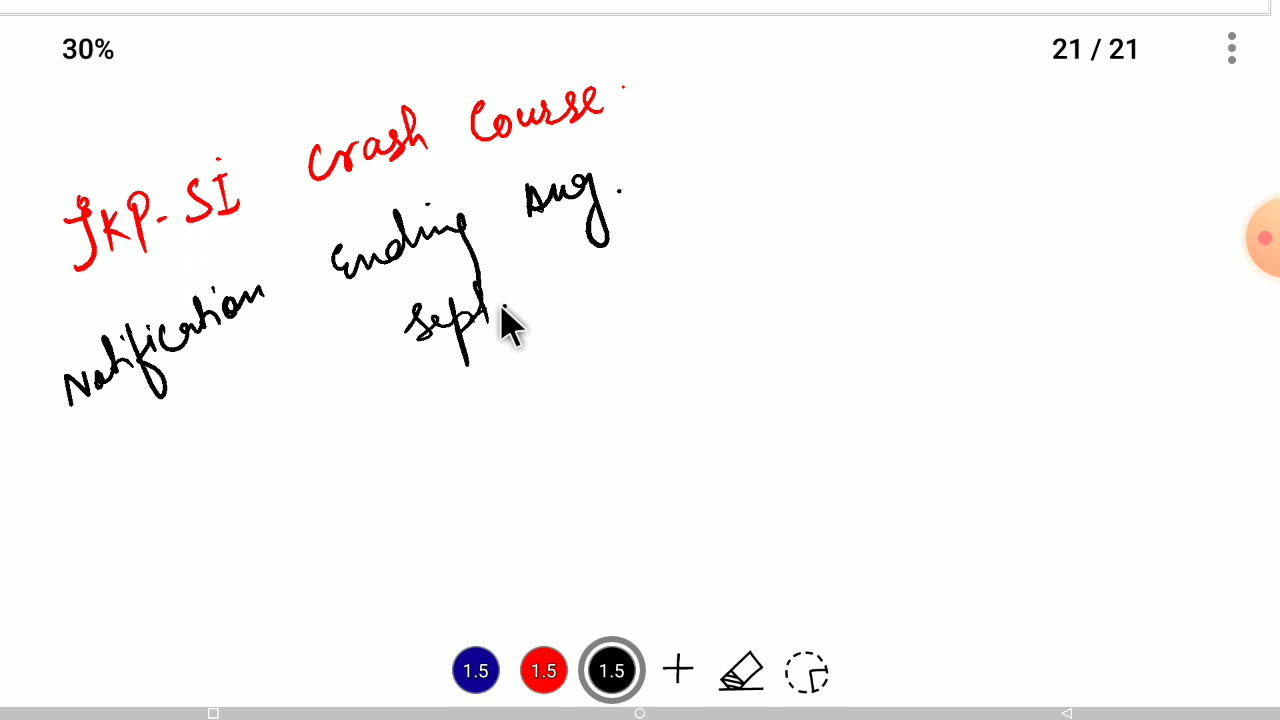 30% 21 / 21
JKP-SI Crash Course.
Notification Ending Aug.
Sept
1.5 1.5 1.5